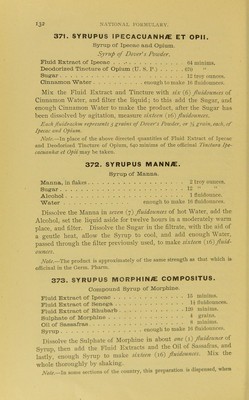 132 NATIONAL FORMULARY.
371. SYRUPUS IPECACUANHÆ ET OPII.
Syrup of Ipecac and Opium.
Syrup of Dover's Powder.
Fluid Extract of Ipecac . . . 64 minims.
Deodorized Tincture of Opium (U. S. P.) . . . 610 "
Sugar . . . 12 troy ounces.
Cinnamon Water . . . enough to make 16 fluidounces.
Mix the Fluid Extract and Tincture with six (6) fluidounces of
Cinnamon Water, and filter the liquid; to this add the Sugar, and
enough Cinnamon Water to make the product, after the Sugar has
been dissolved by agitation, measure sixteen (16) fluidounces.
Each fluidrachm represents 5 grains of Dover's Powder, or ½ grain, each, of
Ipecac and Opium.
Note.—In place of the above directed quantities of Fluid Extract of Ipecac
and Deodorized Tincture of Opium, 640 minims of the officinal Tinctura Ipe-
cacuanhæ et Opii may be taken.
372. SYRUPUS MANNÆ.
Syrup of Manna.
Manna, in flakes . . . 2 troy ounces.
Sugar . . . 12 " "
Alcohol . . . 1 fluidounce.
Water . . . enough to make 16 fluidounces.
Dissolve the Manna in seven (7) fluidounces of hot Water, add the
Alcohol, set the liquid aside for twelve hours in a moderately warm
place, and filter. Dissolve the Sugar in the filtrate, with the aid of
a gentle heat, allow the Syrup to cool, and add enough Water,
passed through the filter previously used, to make sixteen (16) fluid-
ounces.
Note.—The product is approximately of the same strength as that which is
officinal in the Germ. Pharm.
373. SYRUPUS MORPHINÆ COMPOSITUS.
Compound Syrup of Morphine.
Fluid Extract of Ipecac . . . 15 minims.
Fluid Extract of Senega . . . fluidounces.
Fluid Extract of Rhubarb . . . minims.
Sulphate of Morphine . . . 4 grains.
Oil of Sassafras . . . 8 minims.
Syrup . . . enough to make 16 fluidounces.
Dissolve the Sulphate of Morphine in about one (1) fluidounce of
Syrup, then add the Fluid Extracts and the Oil of Sassafras, and
lastly, enough Syrup to make sixteen (16) fluidounces. Mix the
whole thoroughly by shaking.
Note.—In some sections of the country, this preparation is dispensed, when